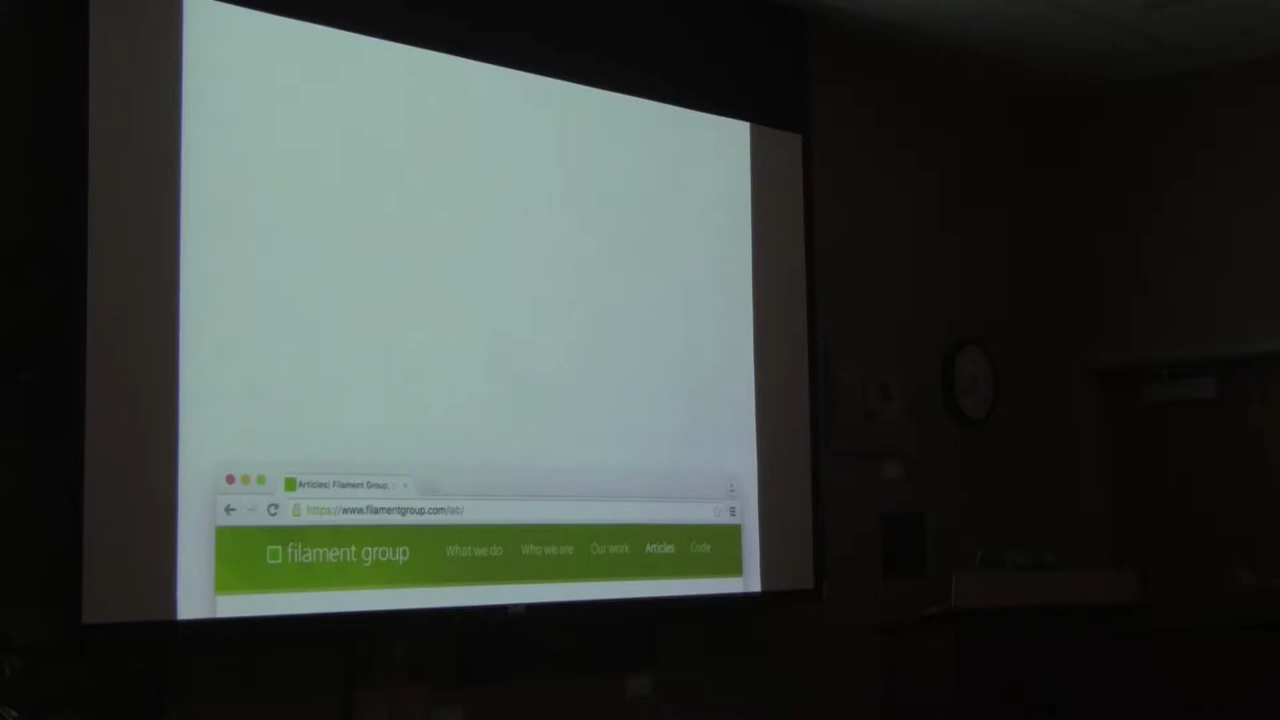 Articles| Filament Group,
https://www.filamentgroup.com/lab/
filament group What we do Who we are Our work Articles Code